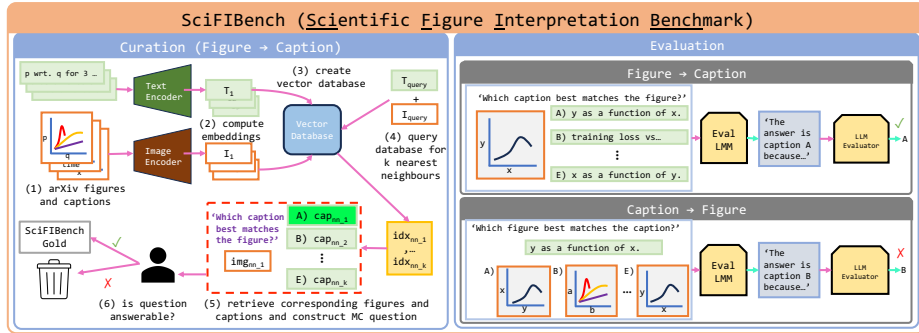 SciFIBench (Scientific Figure Interpretation Benchmark)
Curation (Figure → Caption)
p wrt. q for 3 …
Text
Encoder
T1
(3) create
vector database
Tquery
+
Iquery
Vector
Database
(2) compute
embeddings
p
q
time
x
Image
Encoder
I1
(4) query
database for
k nearest
neighbours
(1) arXiv figures
and captions
SciFIBench
Gold
✓
✗
(6) is question
answerable?
‘Which caption
best matches
the figure?’
imgnn_1
A) capnn_1
B) capnn_2
⋮
E) capnn_k
idxnn_1
,…
idxnn_k
(5) retrieve corresponding figures and
captions and construct MC question
Evaluation
Figure → Caption
‘Which caption best matches the figure?’
y
x
A) y as a function of x.
B) training loss vs…
⋮
E) x as a function of y.
Eval
LMM
‘The
answer is
caption A
because…’
LLM
Evaluator
✓
A
Caption → Figure
‘Which figure best matches the caption?’
y as a function of x.
A)
x
y
B)
a
b
…
E)
y
x
Eval
LMM
‘The
answer is
caption B
because…’
LLM
Evaluator
✗
B